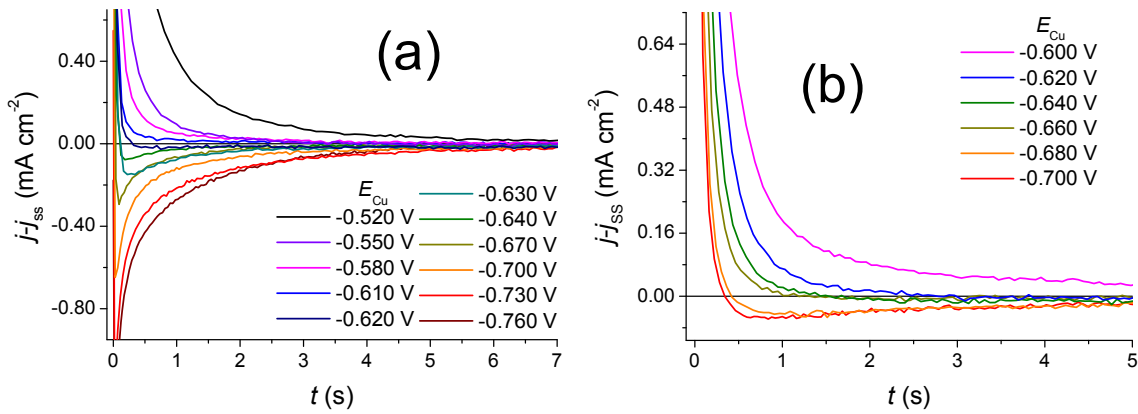 (a)
0.40
0.00
-0.40
-0.80
j-jss (mA cm-2)
0 1 2 3 4 5 6 7
t (s)
ECu
-0.520 V
-0.550 V
-0.580 V
-0.610 V
-0.620 V
-0.630 V
-0.640 V
-0.670 V
-0.700 V
-0.730 V
-0.760 V
(b)
0.64
0.48
0.32
0.16
0.00
j-jSS (mA cm-2)
0 1 2 3 4 5
t (s)
ECu
-0.600 V
-0.620 V
-0.640 V
-0.660 V
-0.680 V
-0.700 V